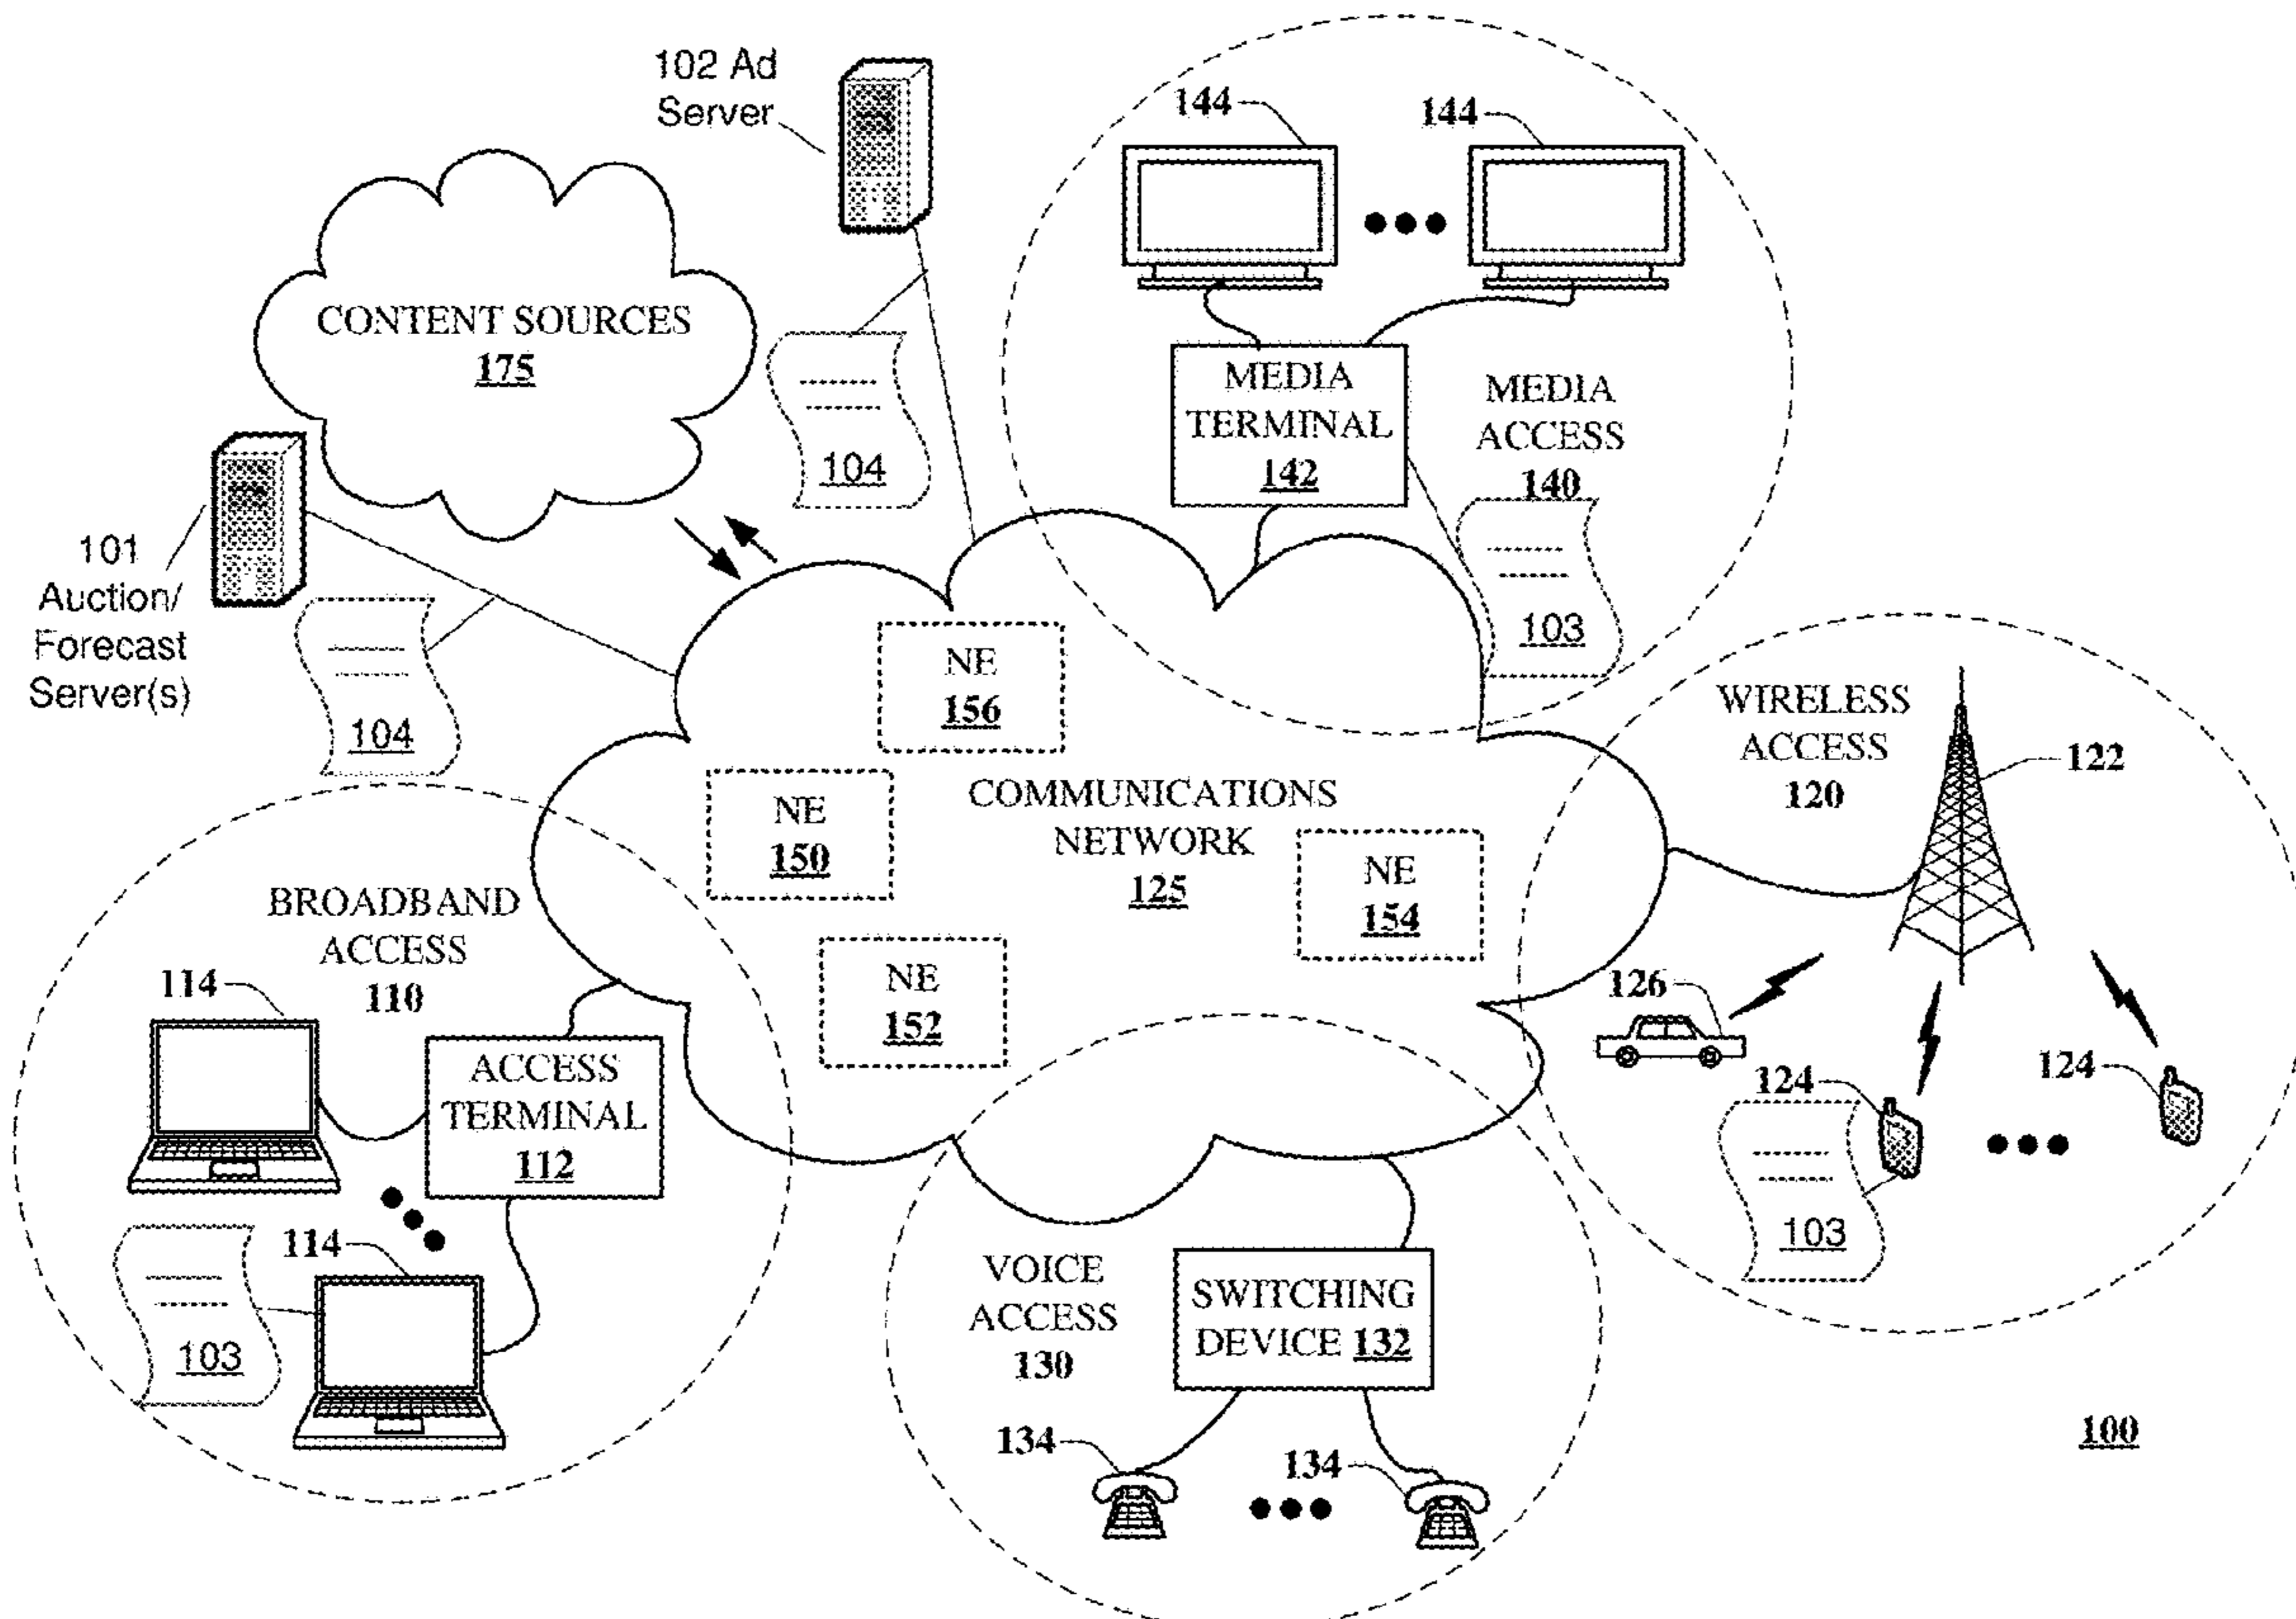 102 Ad
Server
144
144
CONTENT SOURCES
175
104
MEDIA
TERMINAL
142
MEDIA
ACCESS
140
103
101
Auction/
Forecast
Server(s)
104
NE
156
NE
150
COMMUNICATIONS
NETWORK
125
NE
154
NE
152
WIRELESS
ACCESS
120
122
126
124
124
103
BROADBAND
ACCESS
110
114
ACCESS
TERMINAL
112
114
103
VOICE
ACCESS
130
SWITCHING
DEVICE 132
134
134
100